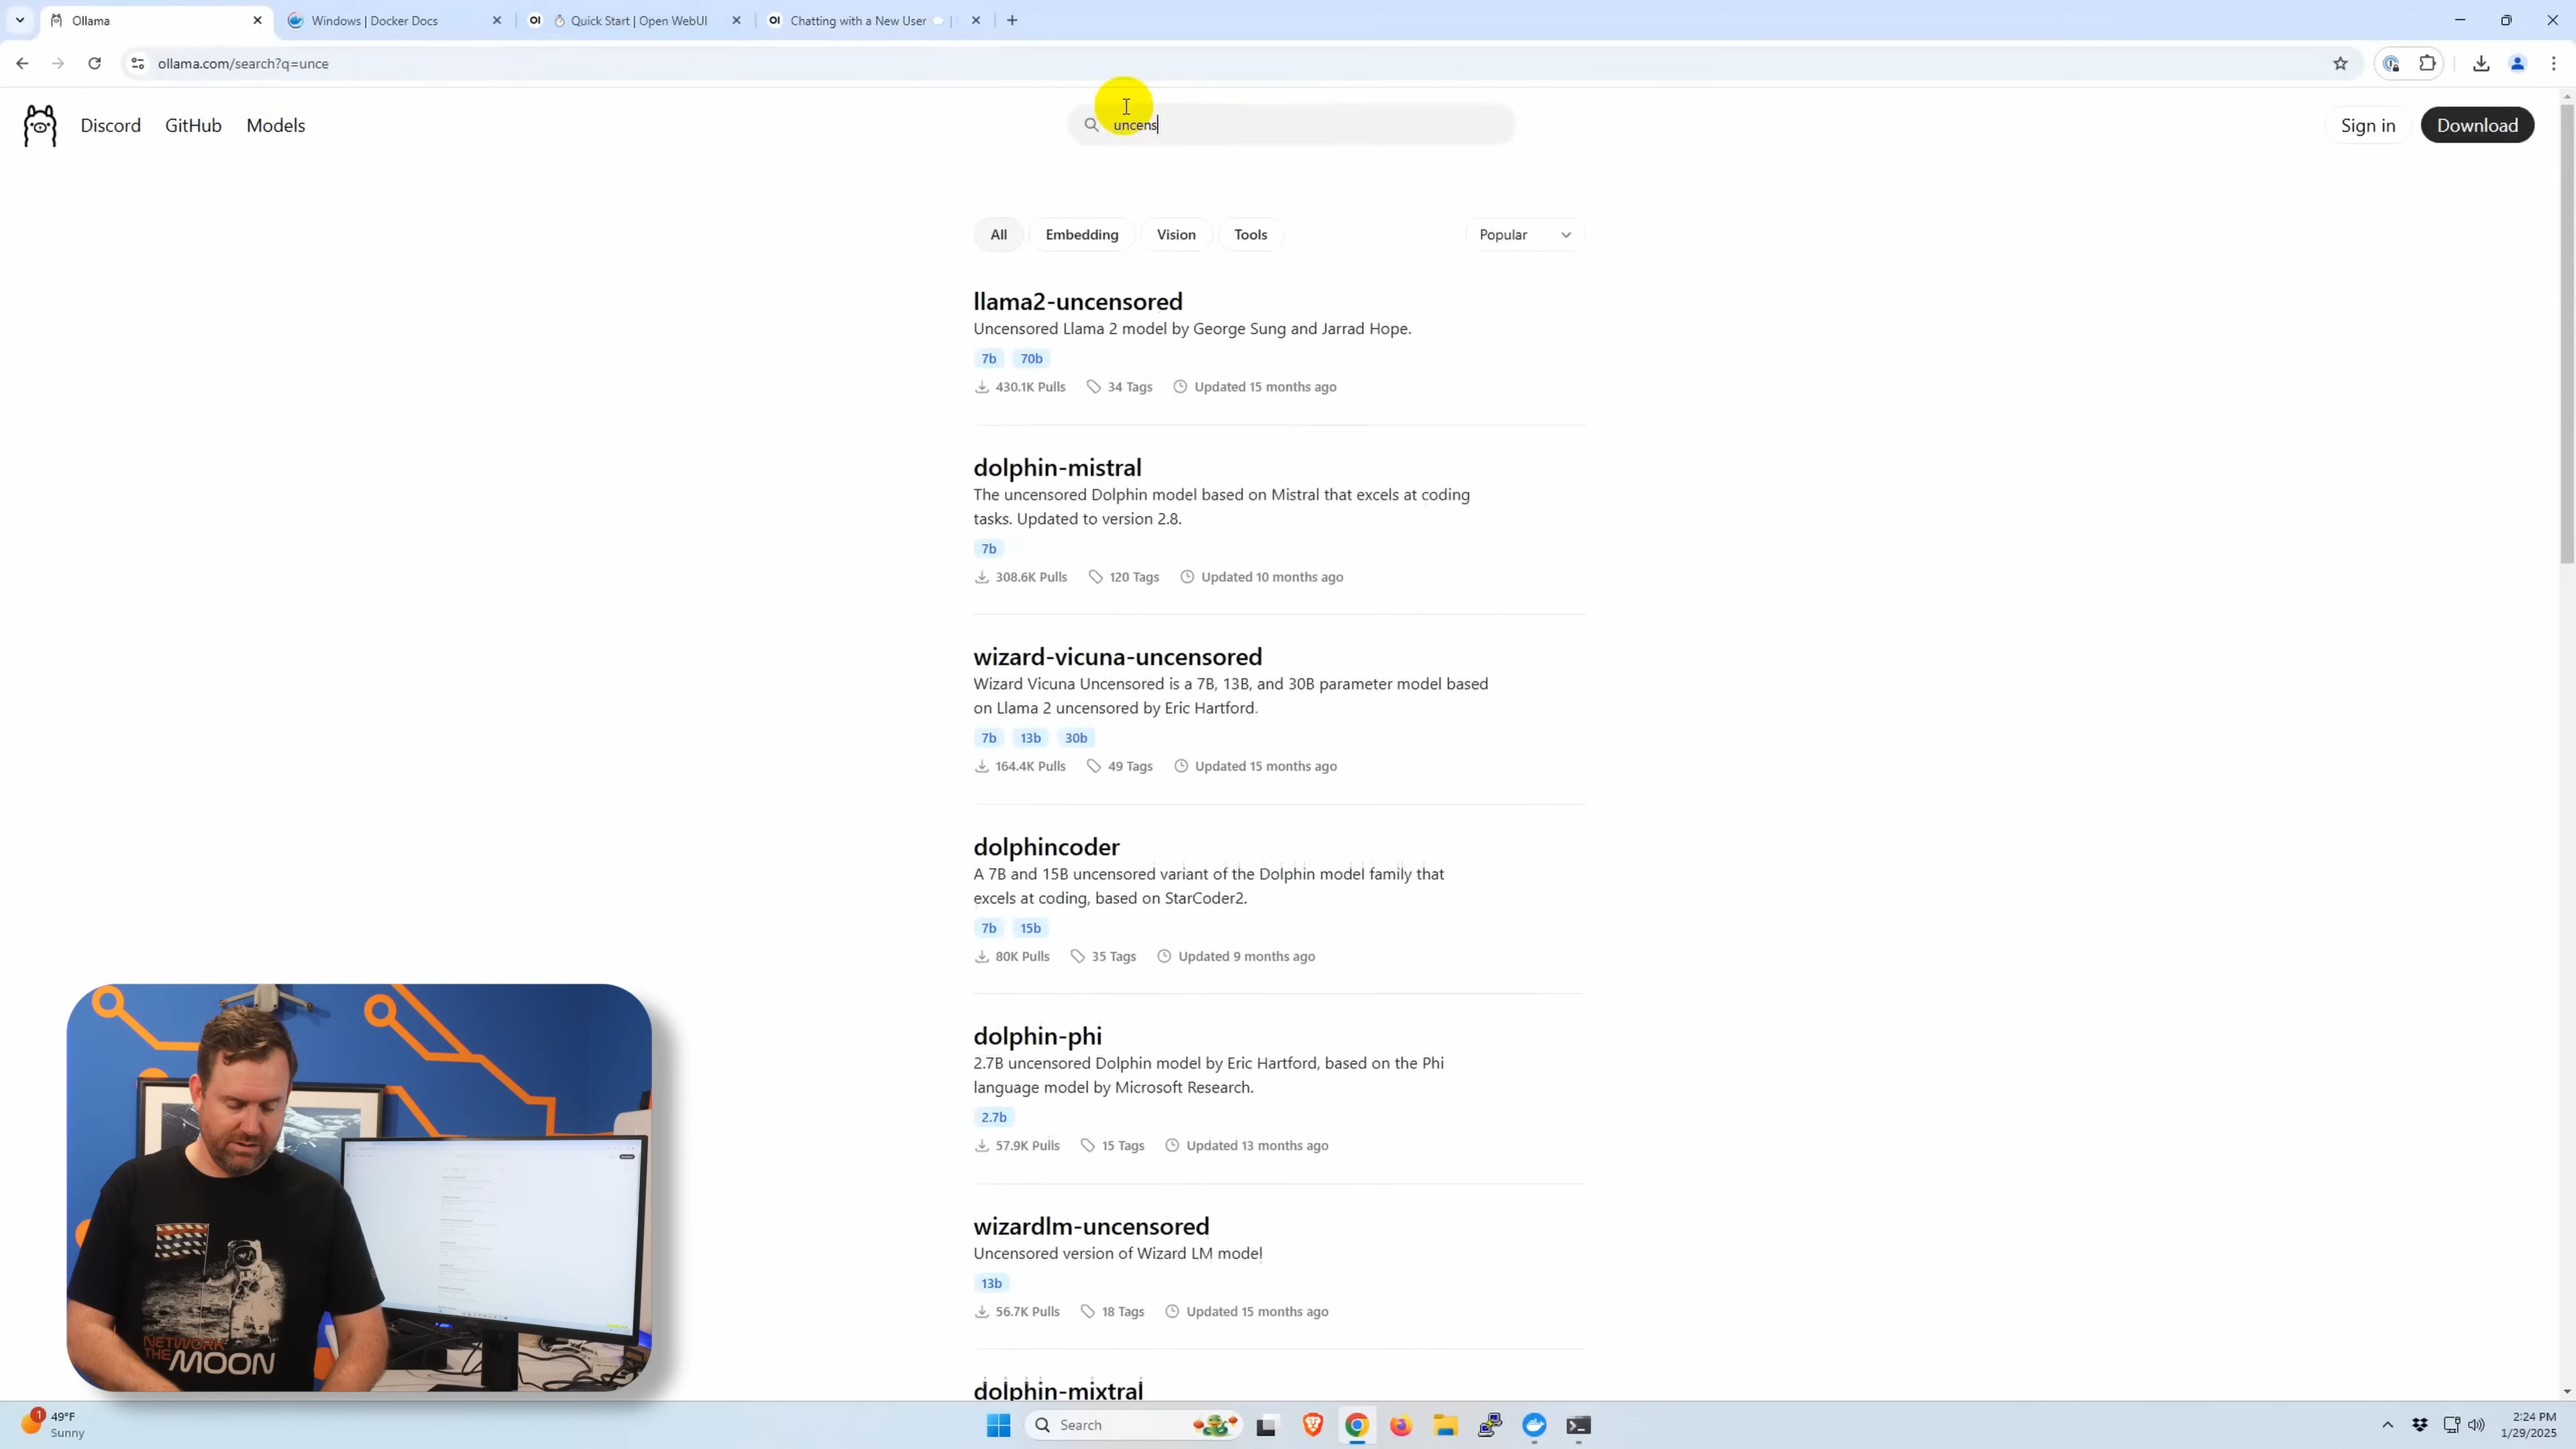 Ollama
Windows | Docker Docs
OI
Quick Start | Open WebUI
OI
Chatting with a New User
ollama.com/search?q=unce
Discord
GitHub
Models
uncens
Sign in
Download
All
Embedding
Vision
Tools
Popular
llama2-uncensored
Uncensored Llama 2 model by George Sung and Jarrad Hope.
7b 70b
430.1K Pulls 34 Tags Updated 15 months ago
dolphin-mistral
The uncensored Dolphin model based on Mistral that excels at coding
tasks. Updated to version 2.8.
7b
308.6K Pulls 120 Tags Updated 10 months ago
wizard-vicuna-uncensored
Wizard Vicuna Uncensored is a 7B, 13B, and 30B parameter model based
on Llama 2 uncensored by Eric Hartford.
7b 13b 30b
164.4K Pulls 49 Tags Updated 15 months ago
dolphincoder
A 7B and 15B uncensored variant of the Dolphin model family that
excels at coding, based on StarCoder2.
7b 15b
80K Pulls 35 Tags Updated 9 months ago
dolphin-phi
2.7B uncensored Dolphin model by Eric Hartford, based on the Phi
language model by Microsoft Research.
2.7b
57.9K Pulls 15 Tags Updated 13 months ago
wizardlm-uncensored
Uncensored version of Wizard LM model
13b
56.7K Pulls 18 Tags Updated 15 months ago
dolphin-mixtral
NETWORK
THE
MOON
1
49°F
Sunny
Search
2:24 PM
1/29/2025